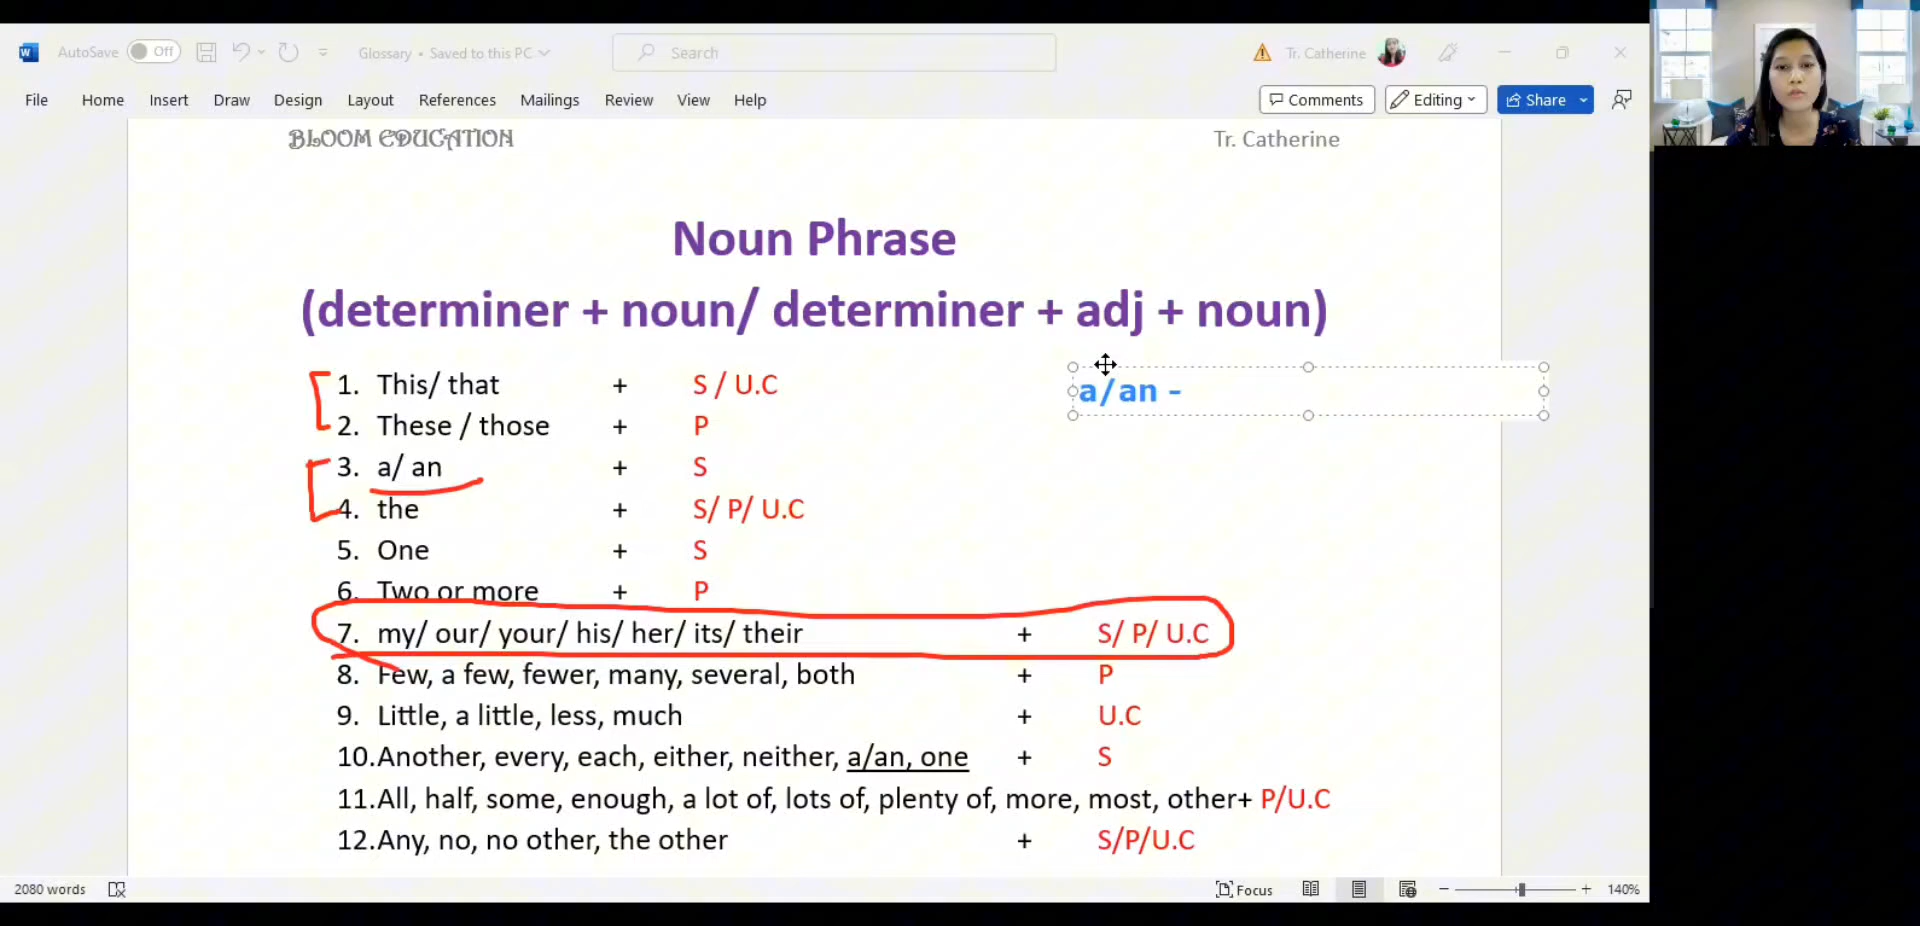 AutoSave Off Glossary • Saved to this PC Search Tr. Catherine
File Home Insert Draw Design Layout References Mailings Review View Help Comments Editing Share
BLOOM EDUCATION Tr. Catherine
Noun Phrase
(determiner + noun/ determiner + adj + noun)
1. This/ that + S / U.C
a/an -
2. These / those + P
3. a/ an + S
4. the + S/ P/ U.C
5. One + S
6. Two or more + P
7. my/ our/ your/ his/ her/ its/ their + S/ P/ U.C
8. Few, a few, fewer, many, several, both + P
9. Little, a little, less, much + U.C
10.Another, every, each, either, neither, a/an, one + S
11.All, half, some, enough, a lot of, lots of, plenty of, more, most, other+ P/U.C
12.Any, no, no other, the other + S/P/U.C
2080 words Focus 140%